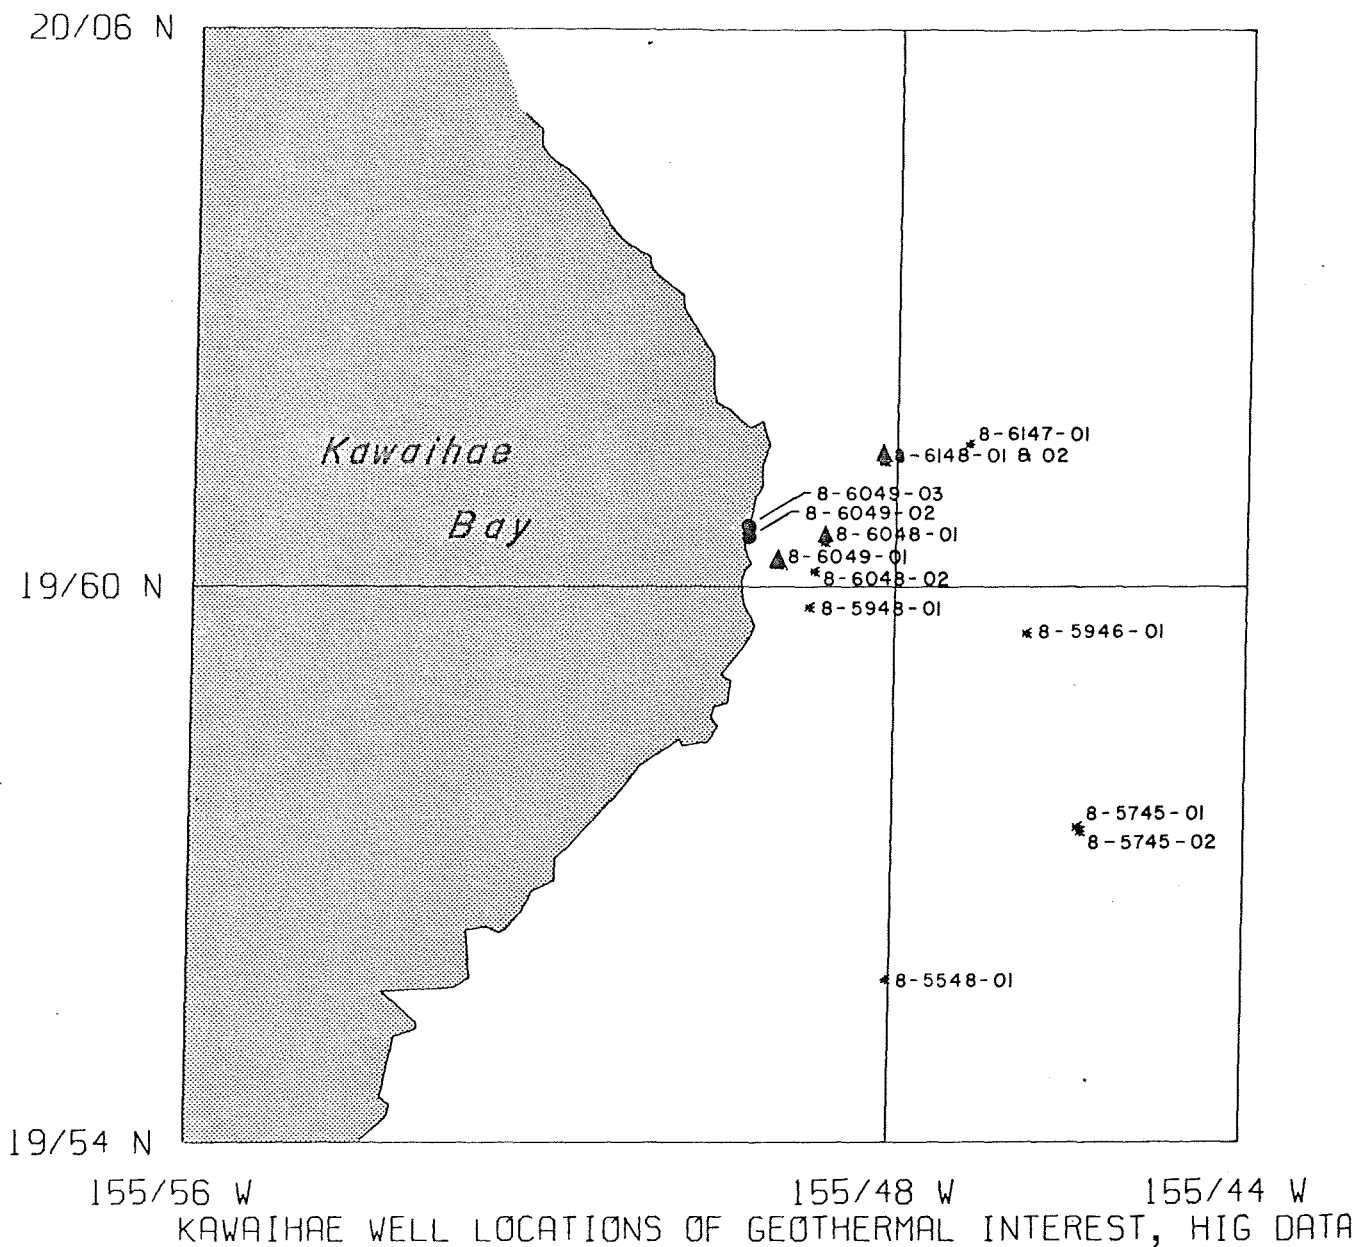 20/06 N
Kawaihae
Bay
8-6147-01
8-6148-01 & 02
8-6049-03
8-6049-02
8-6048-01
8-6049-01
8-6048-02
19/60 N
8-5948-01
8-5946-01
8-5745-01
8-5745-02
8-5548-01
19/54 N
155/56 W
155/48 W
155/44 W
KAWAIHAE WELL LOCATIONS OF GEOTHERMAL INTEREST, HIG DATA